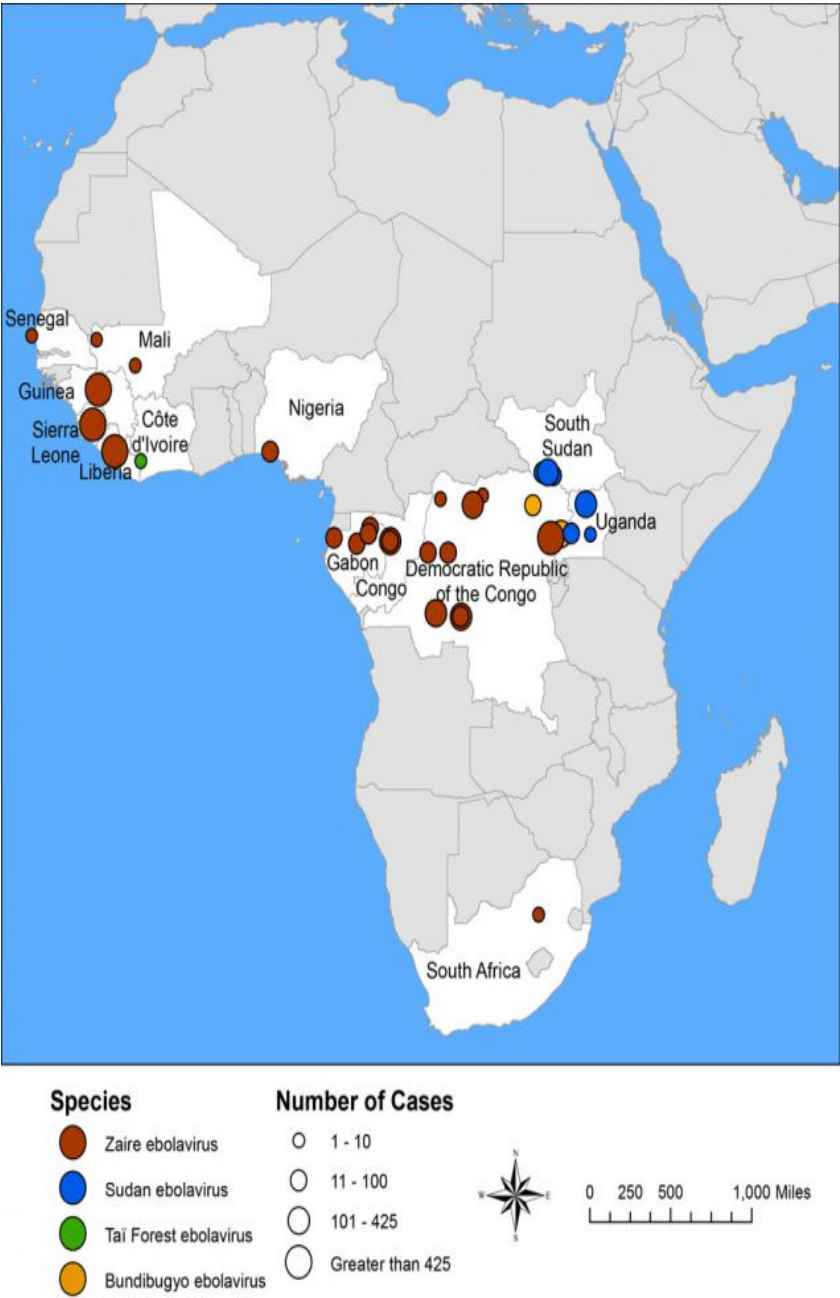 Senegal
Mali
Guinea
Côte
d'Ivoire
Sierra
Leone
Liberia
Nigeria
South
Sudan
Uganda
Gabon
Congo
Democratic Republic
of the Congo
South Africa
Species
Zaire ebolavirus
Sudan ebolavirus
Taï Forest ebolavirus
Bundibugyo ebolavirus
Number of Cases
1 - 10
11 - 100
101 - 425
Greater than 425
N
W E
S
0 250 500 1,000 Miles